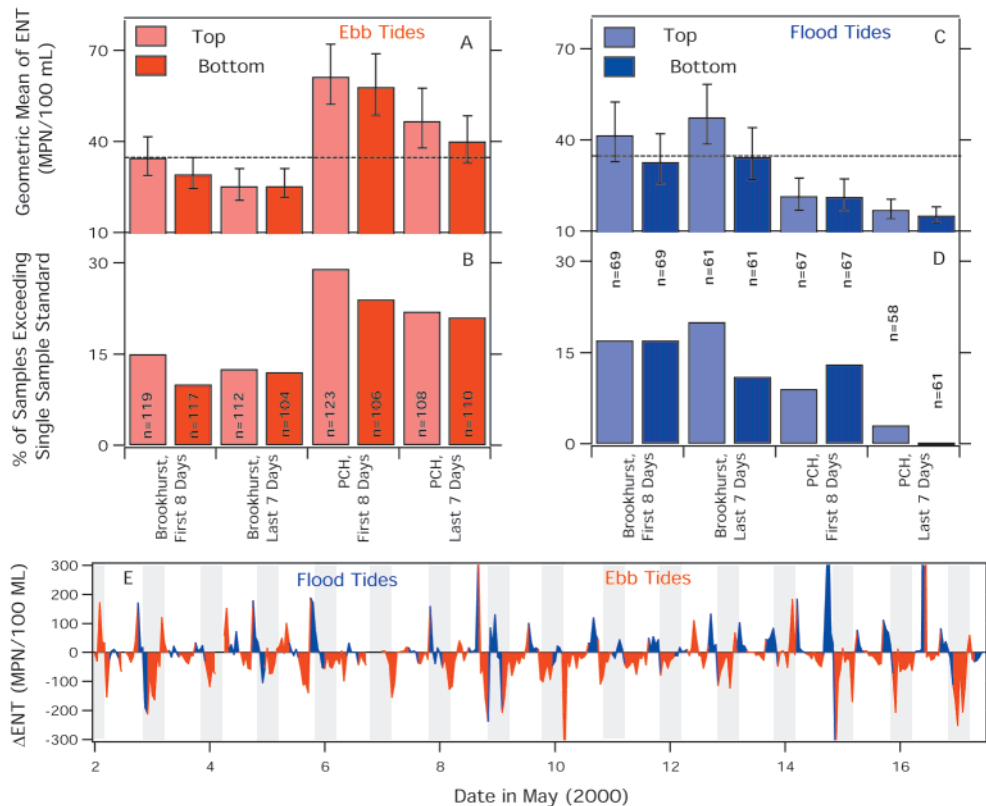 Geometric Mean of ENT
(MPN/100 mL)
70
40
10
Top
Bottom
Ebb Tides
A
70
40
10
Top
Bottom
Flood Tides
C
% of Samples Exceeding
Single Sample Standard
30
15
0
B
n=119
n=117
n=112
n=104
n=123
n=106
n=108
n=110
Brookhurst,
First 8 Days
Brookhurst,
Last 7 Days
PCH,
First 8 Days
PCH,
Last 7 Days
30
15
0
D
n=69
n=69
n=61
n=61
n=67
n=67
n=58
n=61
Brookhurst,
First 8 Days
Brookhurst,
Last 7 Days
PCH,
First 8 Days
PCH,
Last 7 Days
ΔENT (MPN/100 ML)
300
200
100
0
-100
-200
-300
E
Flood Tides
Ebb Tides
2
4
6
8
10
12
14
16
Date in May (2000)